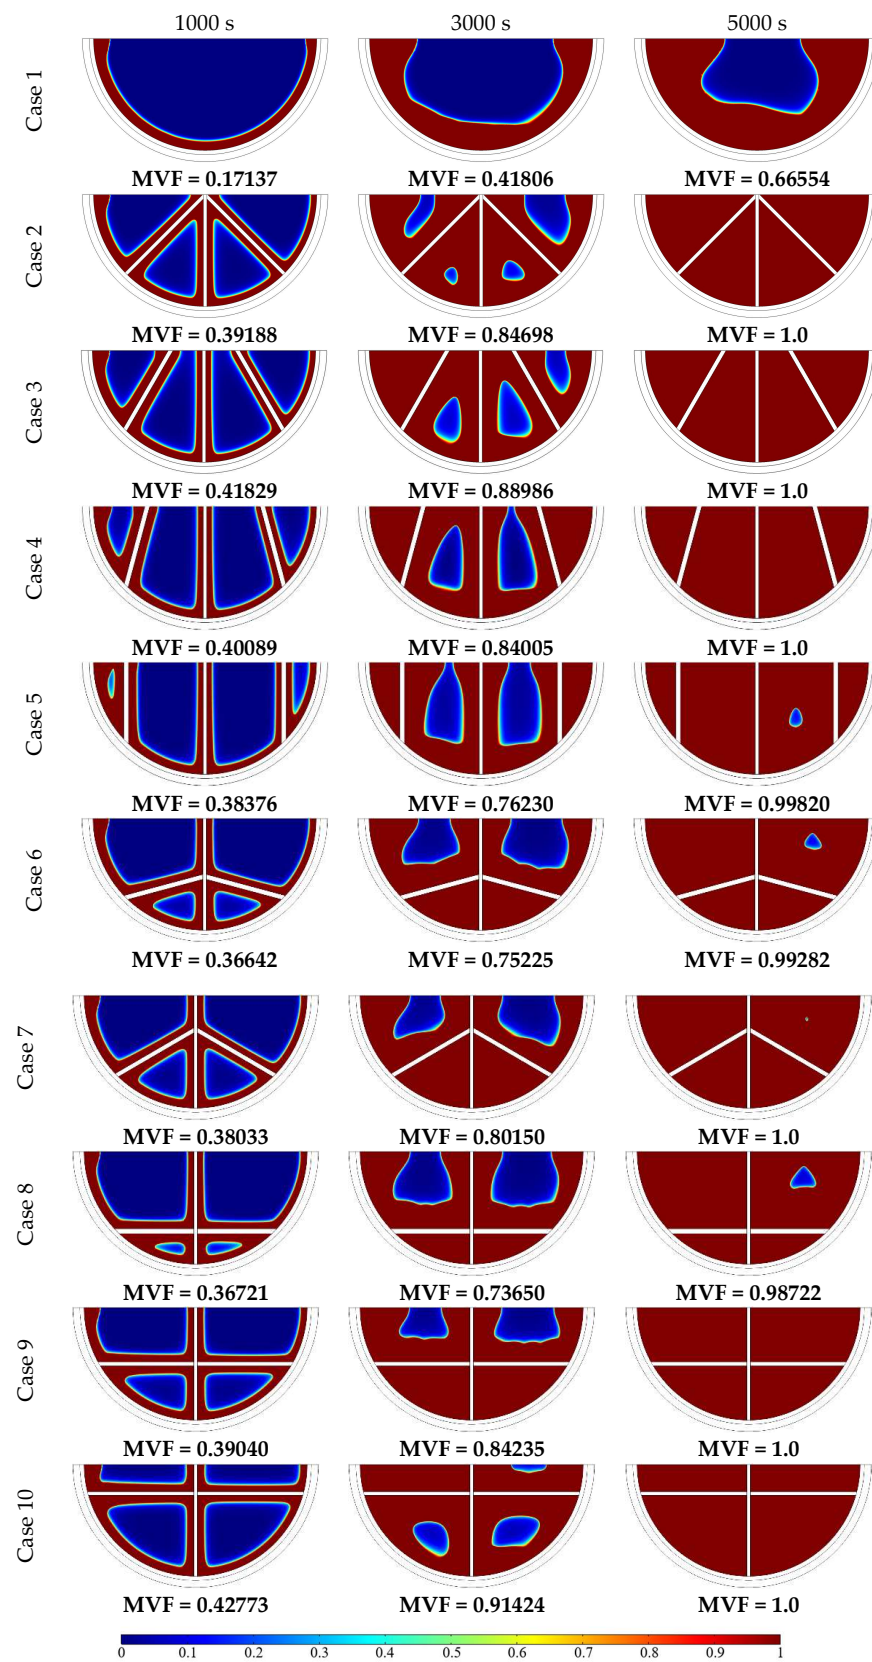 1000 s 3000 s 5000 s
Case 1
MVF = 0.17137 MVF = 0.41806 MVF = 0.66554
Case 2
MVF = 0.39188 MVF = 0.84698 MVF = 1.0
Case 3
MVF = 0.41829 MVF = 0.88986 MVF = 1.0
Case 4
MVF = 0.40089 MVF = 0.84005 MVF = 1.0
Case 5
MVF = 0.38376 MVF = 0.76230 MVF = 0.99820
Case 6
MVF = 0.36642 MVF = 0.75225 MVF = 0.99282
Case 7
MVF = 0.38033 MVF = 0.80150 MVF = 1.0
Case 8
MVF = 0.36721 MVF = 0.73650 MVF = 0.98722
Case 9
MVF = 0.39040 MVF = 0.84235 MVF = 1.0
Case 10
MVF = 0.42773 MVF = 0.91424 MVF = 1.0
0 0.1 0.2 0.3 0.4 0.5 0.6 0.7 0.8 0.9 1